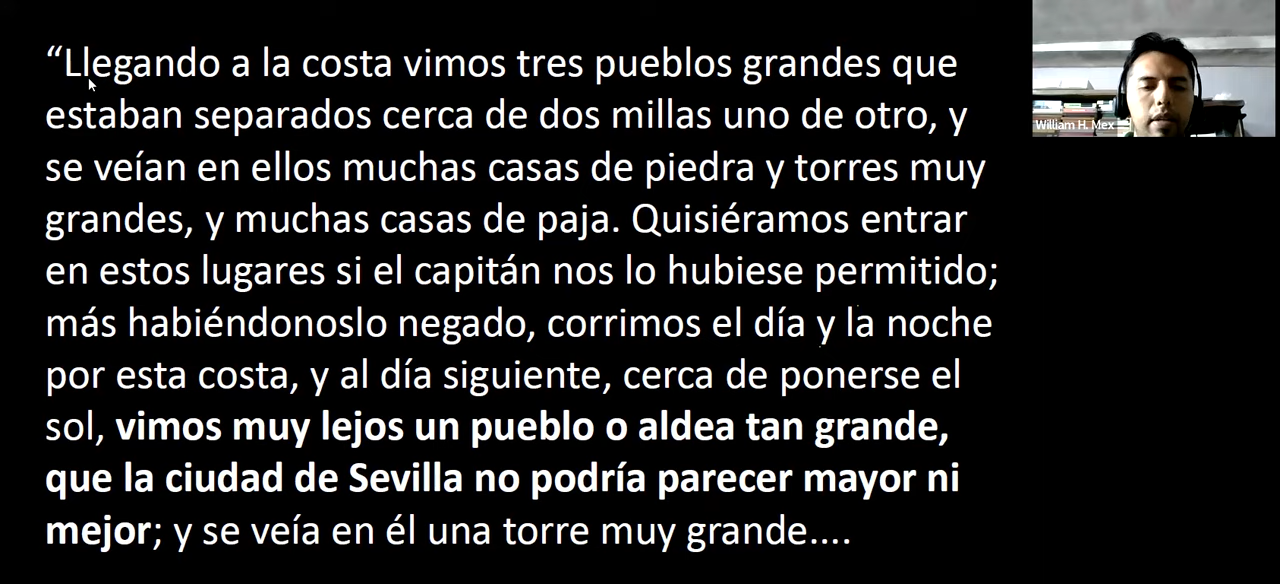 “Llegando a la costa vimos tres pueblos grandes que
estaban separados cerca de dos millas uno de otro, y
se veían en ellos muchas casas de piedra y torres muy
grandes, y muchas casas de paja. Quisiéramos entrar
en estos lugares si el capitán nos lo hubiese permitido;
más habiéndonoslo negado, corrimos el día y la noche
por esta costa, y al día siguiente, cerca de ponerse el
sol, vimos muy lejos un pueblo o aldea tan grande,
que la ciudad de Sevilla no podría parecer mayor ni
mejor; y se veía en él una torre muy grande....
William H. Mex